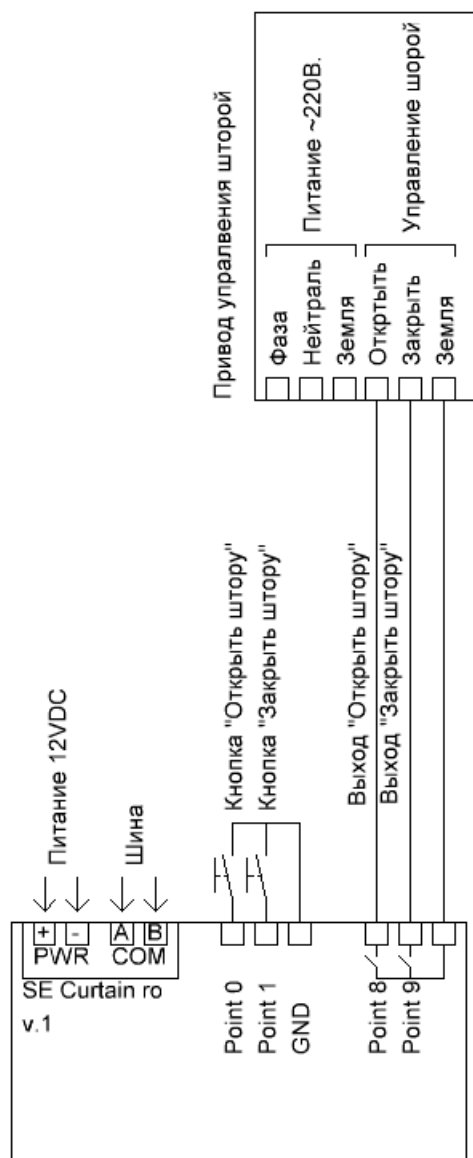 Привод упралвения шторой
Питание ~220В.
Управление шорой
Фаза
Нейтраль
Земля
Откртыть
Закрыть
Земля
Кнопка "Открыть штору"
Кнопка "Закрыть штору"
Выход "Открыть штору"
Выход "Закрыть штору"
Питание 12VDC
Шина
+ - A B
PWR COM
SE Curtain ro
v.1
Point 0
Point 1
GND
Point 8
Point 9